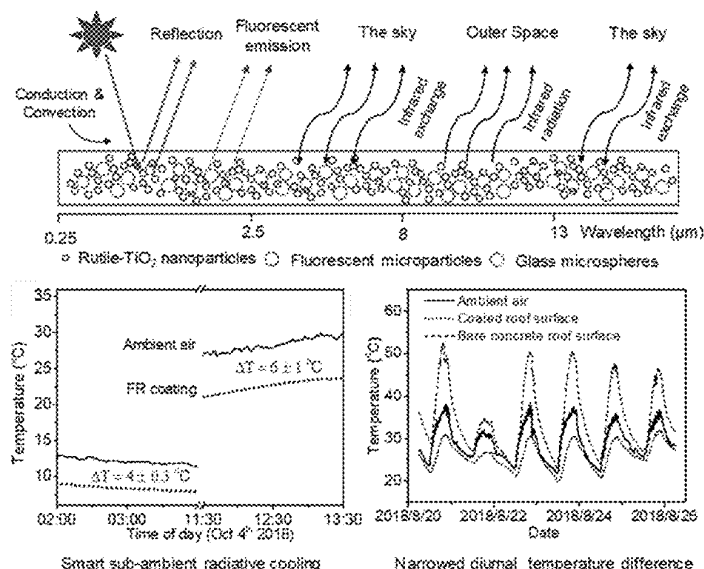 Reflection
Fluorescent
emission
The sky
Outer Space
The sky
Conduction &
Convection
Infrared
exchange
Infrared
radiation
Infrared
exchange
0.25
2.5
8
13
Wavelength (μm)
Rutile-TiO2 nanoparticles
Fluorescent microparticles
Glass microspheres
35
30
25
20
15
10
Temperature (°C)
Ambient air
ΔT = 6 ± 1 °C
FR coating
ΔT = 4 ± 0.3 °C
02:00
03:00
11:30
12:30
13:30
Time of day (Oct 4th 2018)
Smart sub-ambient radiative cooling
60
50
40
30
20
Temperature (°C)
Ambient air
Coated roof surface
Bare concrete roof surface
2018/8/20
2018/8/22
2018/8/24
2018/8/26
Date
Narrowed diurnal temperature difference